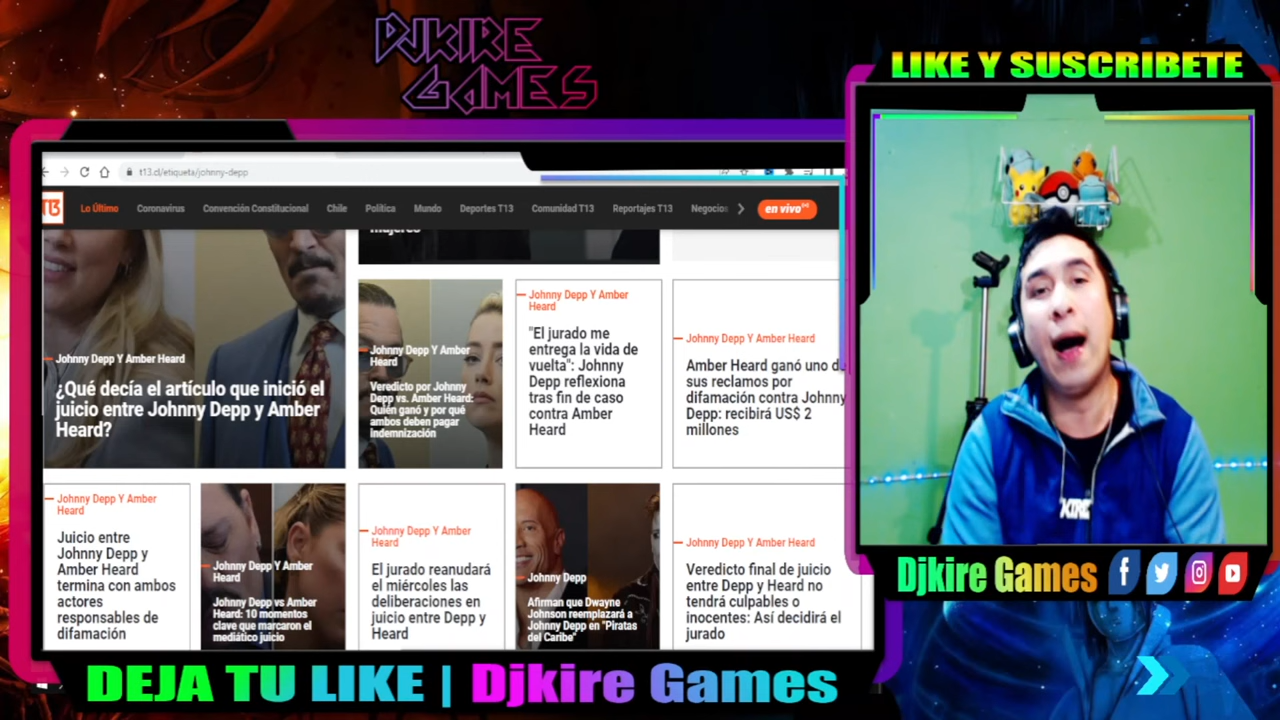 DJKIRE
GAMES
LIKE Y SUSCRIBETE
t13.cl/etiqueta/johnny-depp
T13
Lo Último
Coronavirus
Convención Constitucional
Chile
Política
Mundo
Deportes T13
Comunidad T13
Reportajes T13
Negocios
en vivo
mujeres
Johnny Depp Y Amber Heard
¿Qué decía el artículo que inició el
juicio entre Johnny Depp y Amber
Heard?
Johnny Depp Y Amber
Heard
Veredicto por Johnny
Depp vs. Amber Heard:
Quién ganó y por qué
ambos deben pagar
indemnización
Johnny Depp Y Amber
Heard
"El jurado me
entrega la vida de
vuelta": Johnny
Depp reflexiona
tras fin de caso
contra Amber
Heard
Johnny Depp Y Amber Heard
Amber Heard ganó uno de
sus reclamos por
difamación contra Johnny
Depp: recibirá US$ 2
millones
Johnny Depp Y Amber
Heard
Juicio entre
Johnny Depp y
Amber Heard
termina con ambos
actores
responsables de
difamación
Johnny Depp Y Amber
Heard
Johnny Depp vs Amber
Heard: 10 momentos
clave que marcaron el
mediático juicio
Johnny Depp Y Amber
Heard
El jurado reanudará
el miércoles las
deliberaciones en
juicio entre Depp y
Heard
Johnny Depp
Afirman que Dwayne
Johnson reemplazará a
Johnny Depp en "Piratas
del Caribe"
Johnny Depp Y Amber Heard
Veredicto final de juicio
entre Depp y Heard no
tendrá culpables o
inocentes: Así decidirá el
jurado
KIRE
Djkire Games
DEJA TU LIKE | Djkire Games